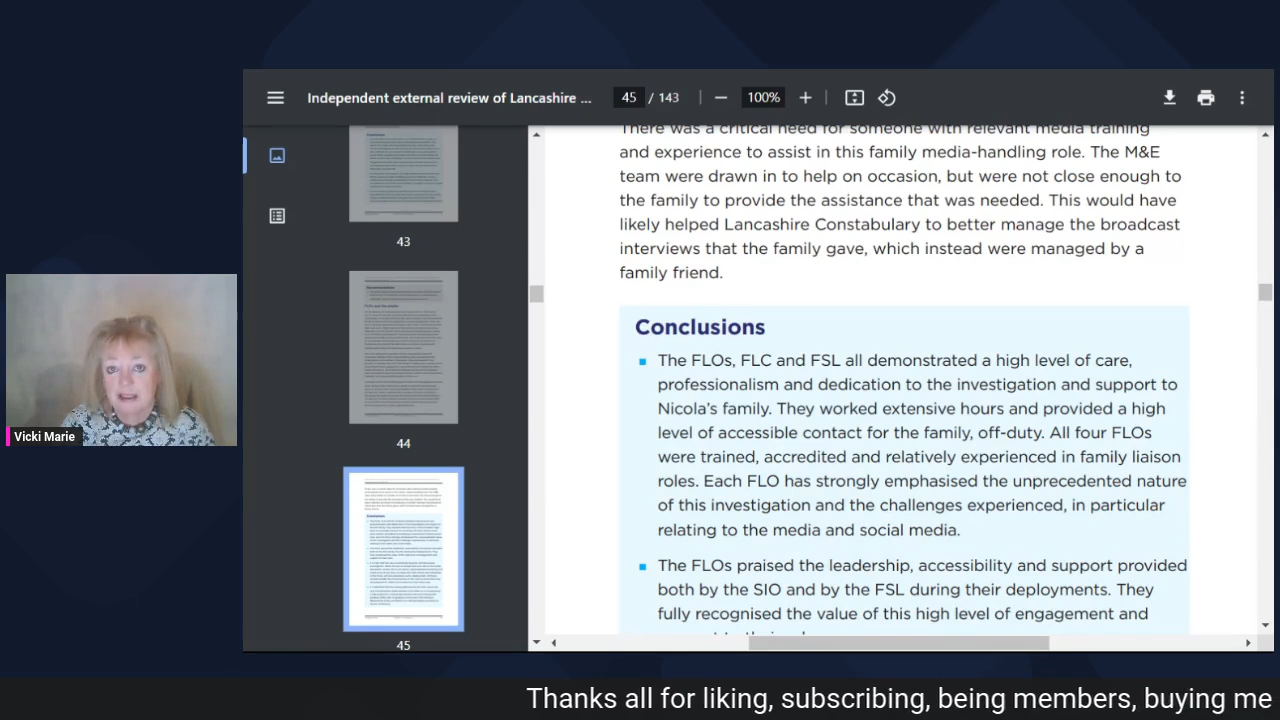 Independent external review of Lancashire ...
45 / 143
100%
There was a critical need for someone with relevant media training
and experience to assist in this family media-handling role. The M&E
team were drawn in to help on occasion, but were not close enough to
the family to provide the assistance that was needed. This would have
likely helped Lancashire Constabulary to better manage the broadcast
interviews that the family gave, which instead were managed by a
family friend.
Conclusions
The FLOs, FLC and FSL all demonstrated a high level of care,
professionalism and dedication to the investigation and support to
Nicola's family. They worked extensive hours and provided a high
level of accessible contact for the family, off-duty. All four FLOs
were trained, accredited and relatively experienced in family liaison
roles. Each FLO has strongly emphasised the unprecedented nature
of this investigation and the challenges experienced, in particular
relating to the media and social media.
The FLOs praised the leadership, accessibility and support provided
both by the SIO and by the FSL during their deployments. They
fully recognised the value of this high level of engagement and
43
44
45
Vicki Marie
Thanks all for liking, subscribing, being members, buying me